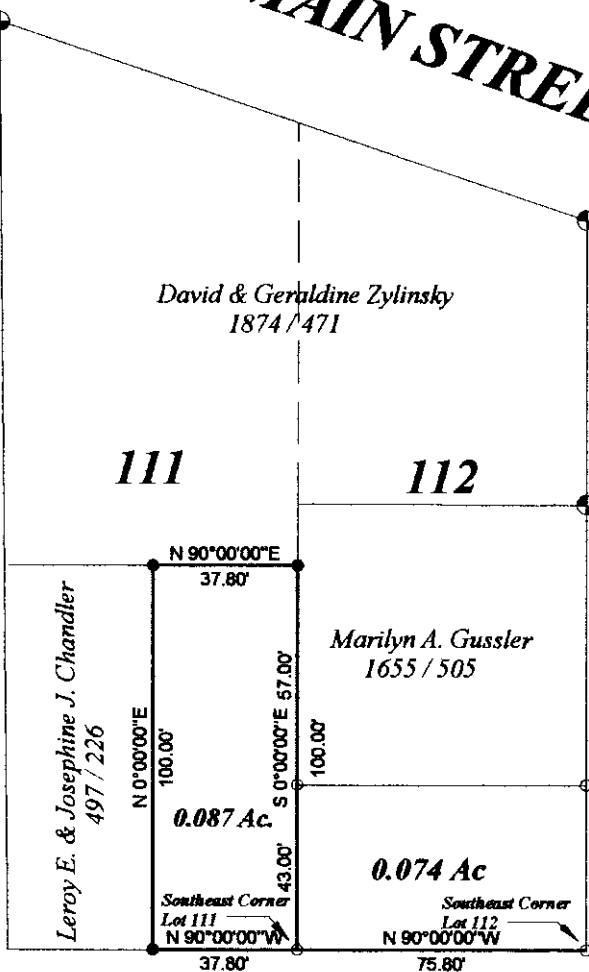 MAIN STREE
David & Geraldine Zylinsky
1874 / 471
111
112
N 90°00'00"E
37.80'
Leroy E. & Josephine J. Chandler
497 / 226
N 0°00'00"E
100.00'
S 0°00'00"E 57.00'
100.00'
43.00'
Marilyn A. Gussler
1655 / 505
0.087 Ac.
0.074 Ac
Southeast Corner
Lot 111
N 90°00'00"W
37.80'
Southeast Corner
Lot 112
N 90°00'00"W
75.80'